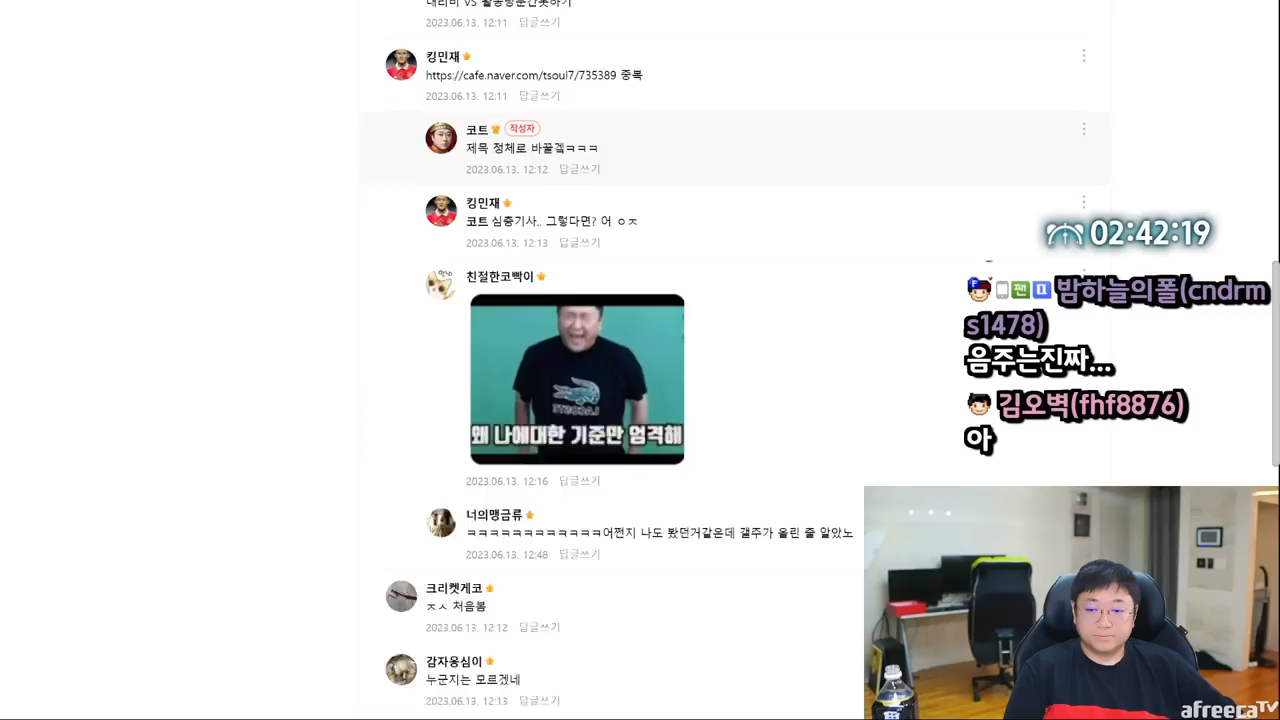 2023.06.13. 12:11 답글쓰기
킹민재
https://cafe.naver.com/tsoul7/735389 중복
2023.06.13. 12:11 답글쓰기
코트 작성자
제목 정체로 바꿀겤ㅋㅋㅋ
2023.06.13. 12:12 답글쓰기
킹민재
코트 심층기사.. 그렇다면? 어 ㅇㅈ
2023.06.13. 12:13 답글쓰기
친절한코빡이
왜 나에대한 기준만 엄격해
2023.06.13. 12:16 답글쓰기
너의맹금류
ㅋㅋㅋㅋㅋㅋㅋㅋㅋㅋㅋㅋ어쩐지 나도 봤던거같은데 갤주가 올린 줄 알았노
2023.06.13. 12:48 답글쓰기
크리켓게코
ㅈㅅ 처음봄
2023.06.13. 12:12 답글쓰기
감자옹심이
누군지는 모르겠네
2023.06.13. 12:13 답글쓰기
02:42:19
F 팬 밤하늘의폴(cndrm
s1478)
음주는진짜...
김오벽(fhf8876)
아
afreecaTV